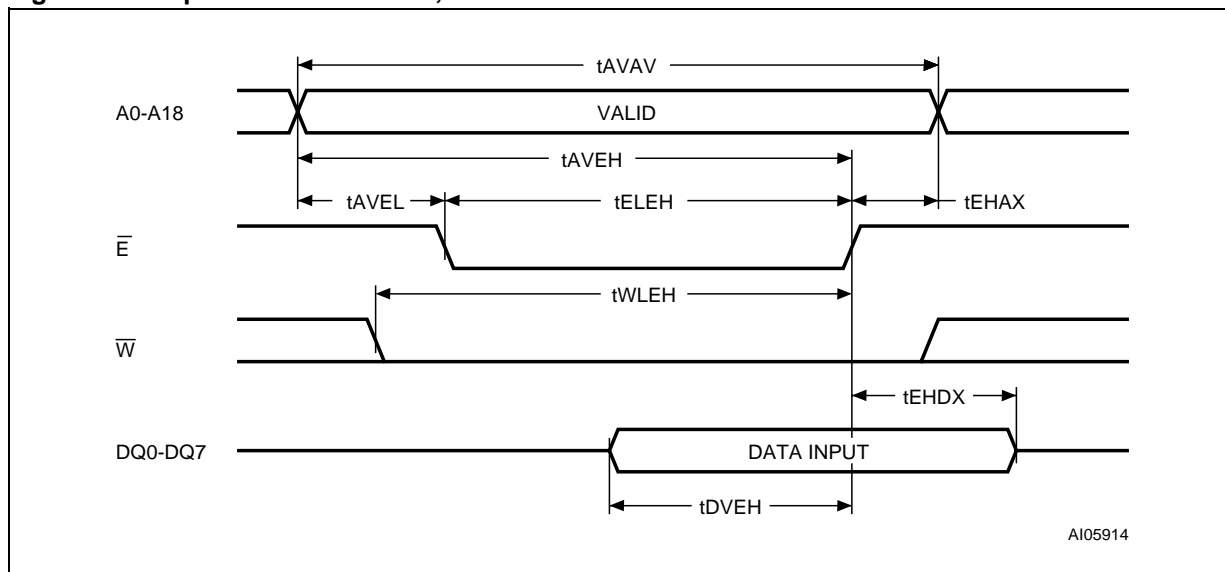 tAVAV
A0-A18
VALID
tAVEH
tAVEL
tELEH
tEHAX
E̅
tWLEH
W̅
tEHDX
DQ0-DQ7
DATA INPUT
tDVEH
AI05914